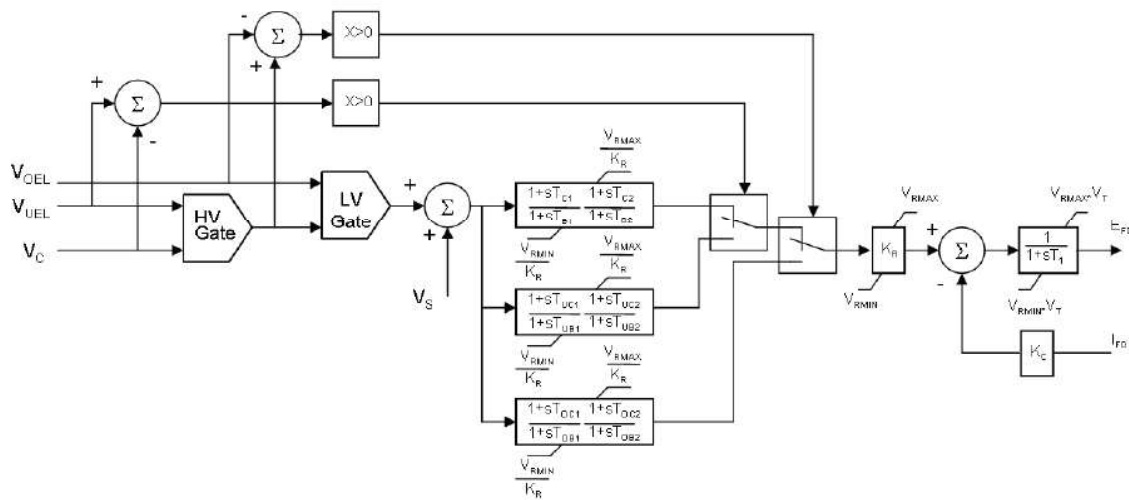 -
Σ
+
X>0
+
Σ
-
X>0
V_OEL
V_UEL
V_C
HV
Gate
LV
Gate
+
Σ
+
V_S
V_RMAX
K_R
1+sT_C1 1+sT_C2
1+sT_B1 1+sT_B2
V_RMIN
K_R
V_RMAX
K_R
1+sT_UC1 1+sT_UC2
1+sT_UB1 1+sT_UB2
V_RMIN
K_R
V_RMAX
K_R
1+sT_OC1 1+sT_OC2
1+sT_OB1 1+sT_OB2
V_RMIN
K_R
V_RMAX
K_R
V_RMIN
+
Σ
-
V_RMAX·V_T
1
1+sT_1
V_RMIN·V_T
E_FD
K_C
I_FD